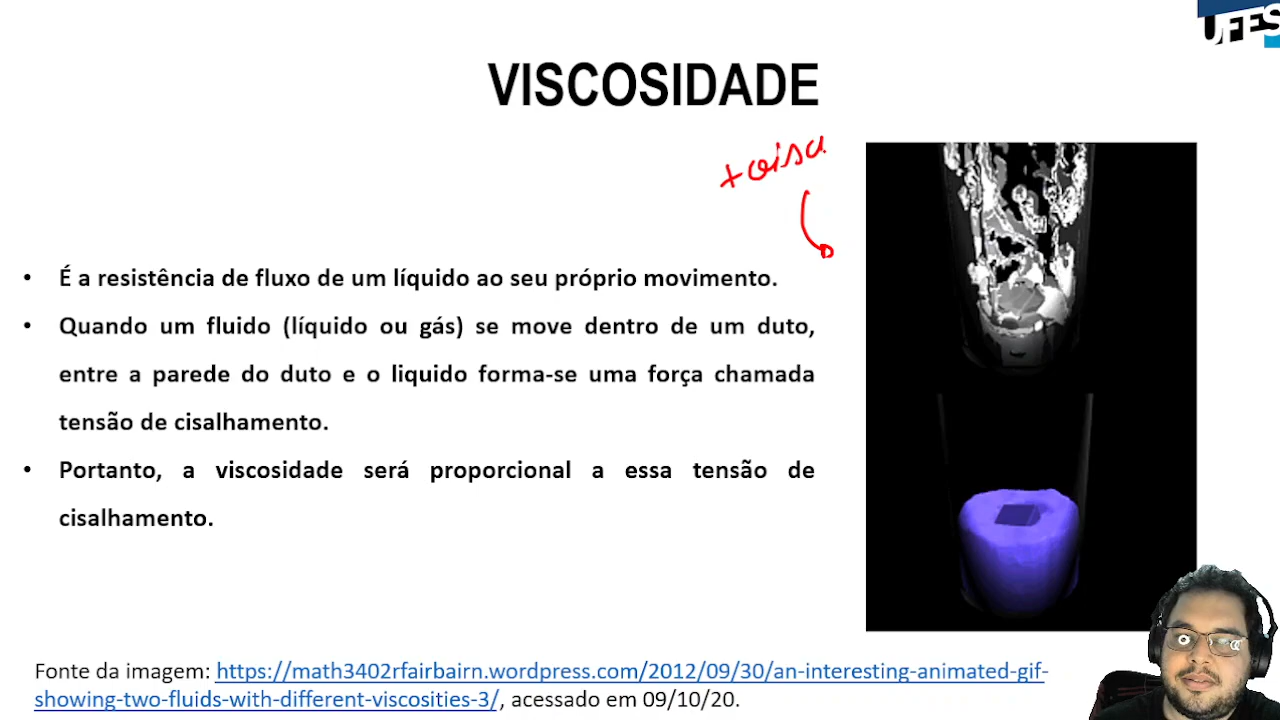 UFES
VISCOSIDADE
+ visc
• É a resistência de fluxo de um líquido ao seu próprio movimento.
• Quando um fluido (líquido ou gás) se move dentro de um duto,
entre a parede do duto e o liquido forma-se uma força chamada
tensão de cisalhamento.
• Portanto, a viscosidade será proporcional a essa tensão de
cisalhamento.
Fonte da imagem: https://math3402rfairbairn.wordpress.com/2012/09/30/an-interesting-animated-gif-
showing-two-fluids-with-different-viscosities-3/, acessado em 09/10/20.